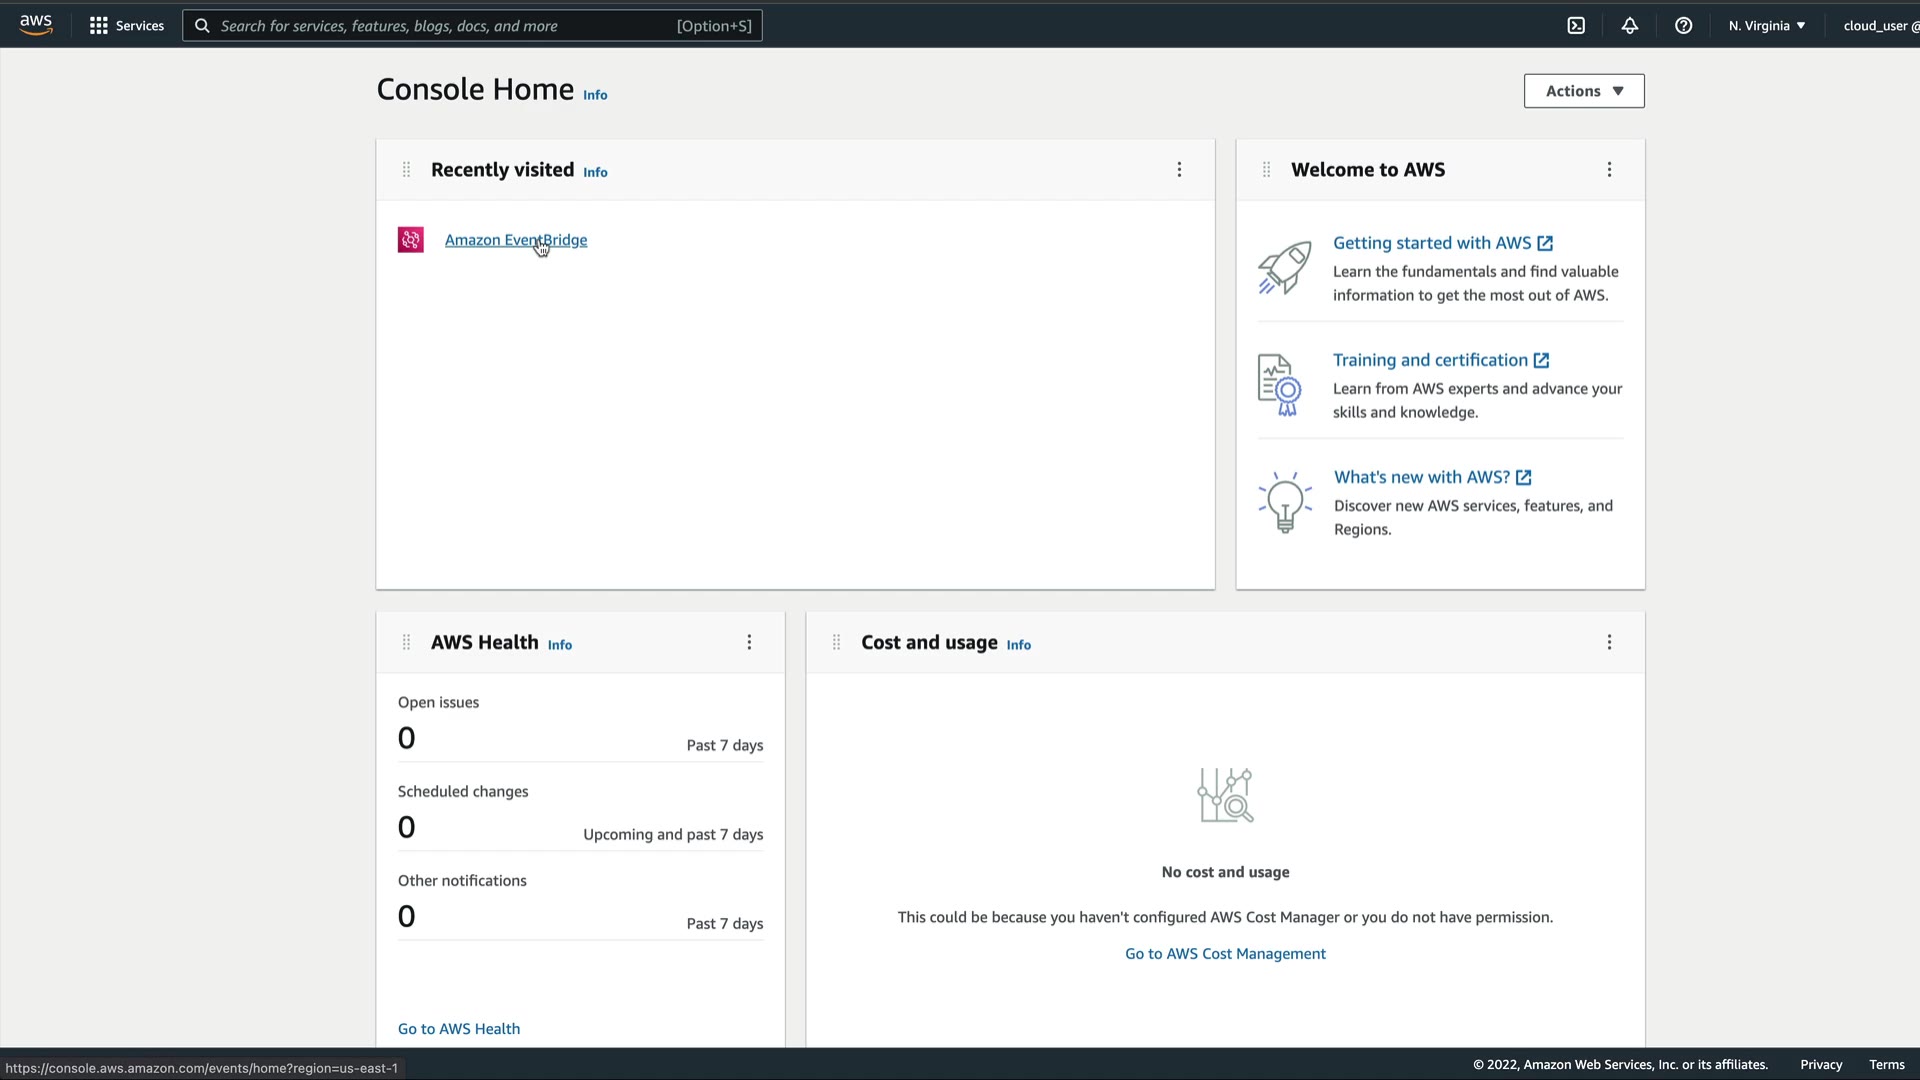 aws
Services
Search for services, features, blogs, docs, and more
[Option+S]
N. Virginia
cloud_user @
Console Home Info
Actions
Recently visited Info
Amazon EventBridge
Welcome to AWS
Getting started with AWS
Learn the fundamentals and find valuable
information to get the most out of AWS.
Training and certification
Learn from AWS experts and advance your
skills and knowledge.
What's new with AWS?
Discover new AWS services, features, and
Regions.
AWS Health Info
Open issues
0
Past 7 days
Scheduled changes
0
Upcoming and past 7 days
Other notifications
0
Past 7 days
Go to AWS Health
Cost and usage Info
No cost and usage
This could be because you haven't configured AWS Cost Manager or you do not have permission.
Go to AWS Cost Management
https://console.aws.amazon.com/events/home?region=us-east-1
© 2022, Amazon Web Services, Inc. or its affiliates.
Privacy
Terms